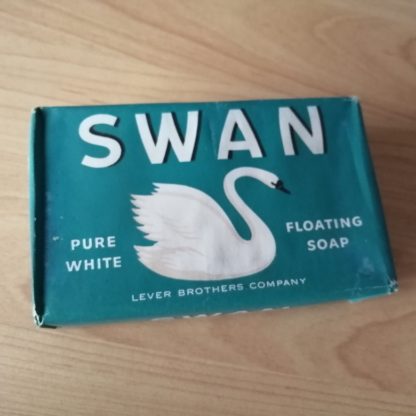 SWAN
PURE
WHITE
FLOATING
SOAP
LEVER BROTHERS COMPANY